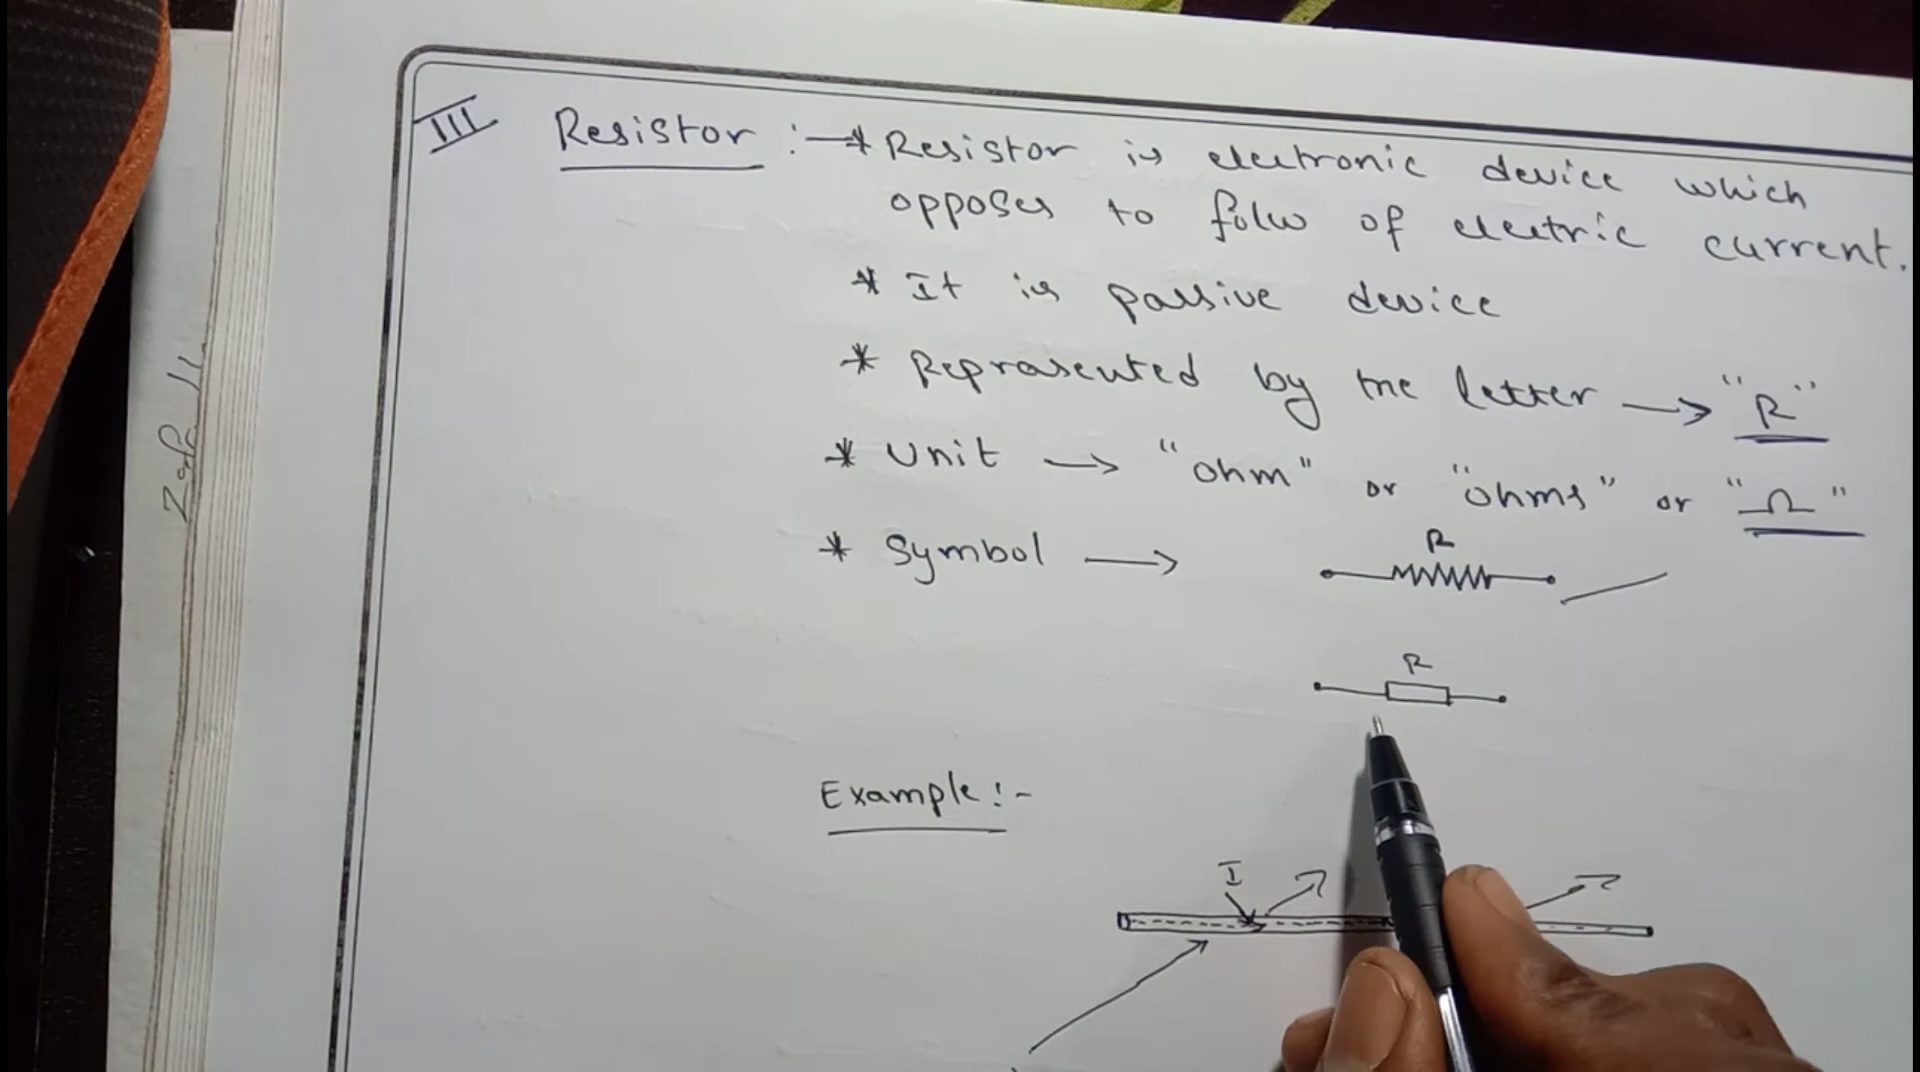 III Resistor :→* Resistor is electronic device which
opposes to folw of electric current.
* It is passive device
* Reprasented by the letter → "R"
* Unit → "ohm" or "ohms" or "Ω"
* Symbol →
R
R
Example :-
I